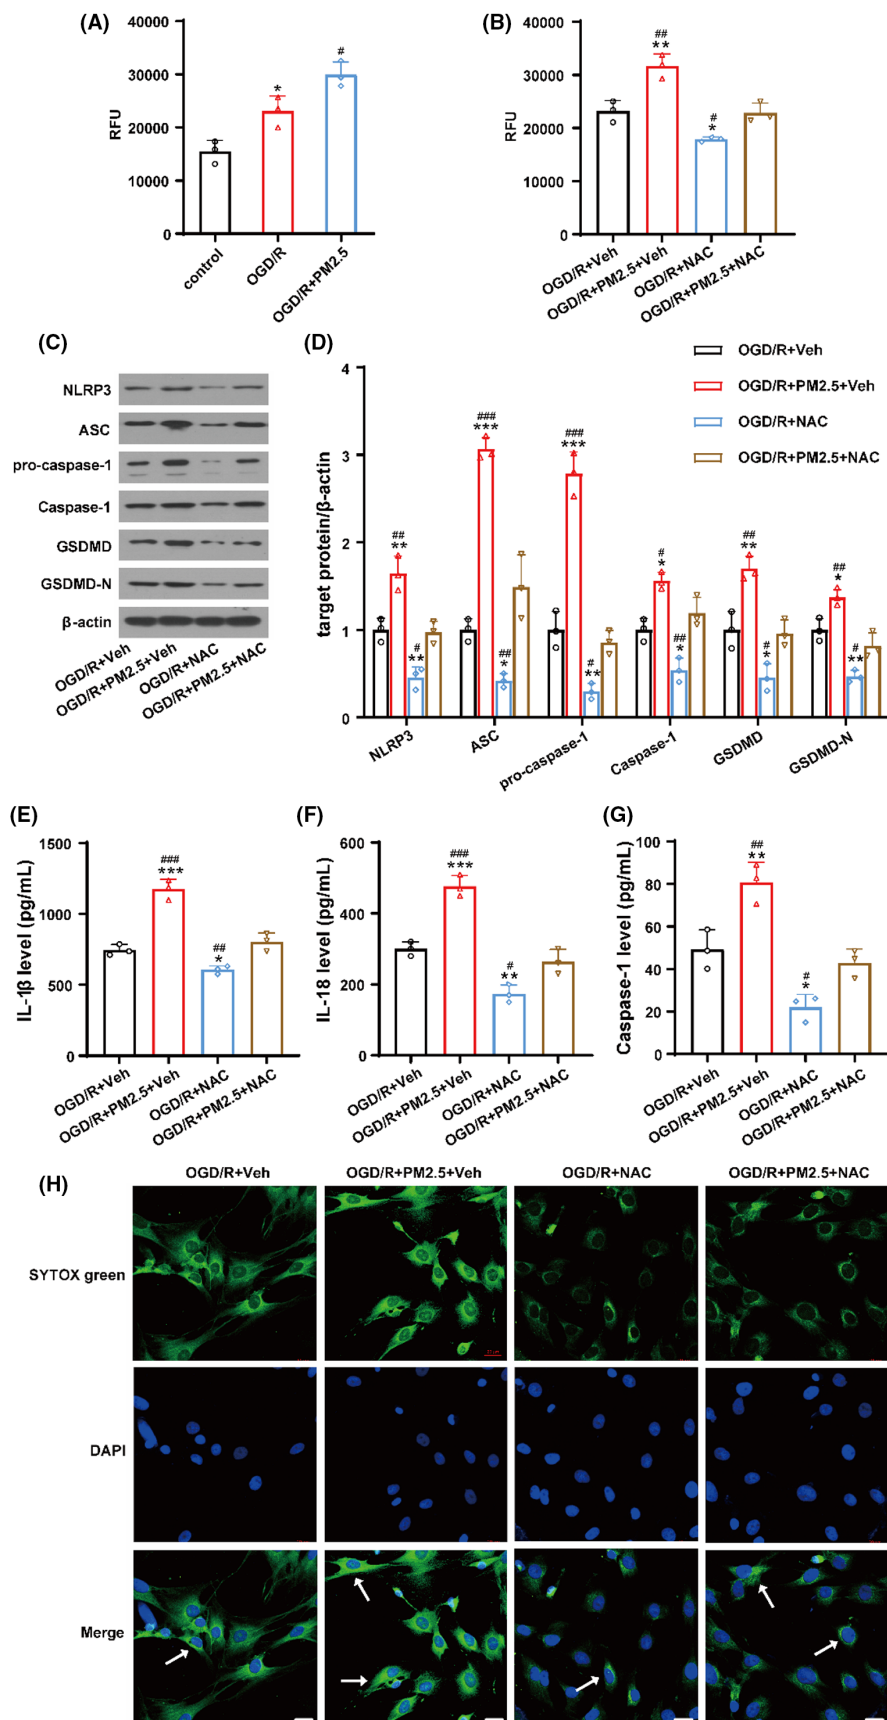 (A)
RFU
40000
30000
20000
10000
0
*
#
control
OGD/R
OGD/R+PM2.5
(B)
RFU
40000
30000
20000
10000
0
##
**
#
*
OGD/R+Veh
OGD/R+PM2.5+Veh
OGD/R+NAC
OGD/R+PM2.5+NAC
(C)
NLRP3
ASC
pro-caspase-1
Caspase-1
GSDMD
GSDMD-N
β-actin
OGD/R+Veh
OGD/R+PM2.5+Veh
OGD/R+NAC
OGD/R+PM2.5+NAC
(D)
target protein/β-actin
4
3
2
1
0
OGD/R+Veh
OGD/R+PM2.5+Veh
OGD/R+NAC
OGD/R+PM2.5+NAC
##
**
#
**
###
***
##
*
###
***
#
**
#
*
##
*
##
**
#
*
##
*
#
**
NLRP3
ASC
pro-caspase-1
Caspase-1
GSDMD
GSDMD-N
(E)
IL-1β level (pg/mL)
1500
1000
500
0
###
***
##
*
OGD/R+Veh
OGD/R+PM2.5+Veh
OGD/R+NAC
OGD/R+PM2.5+NAC
(F)
IL-18 level (pg/mL)
600
400
200
0
###
***
#
**
OGD/R+Veh
OGD/R+PM2.5+Veh
OGD/R+NAC
OGD/R+PM2.5+NAC
(G)
Caspase-1 level (pg/mL)
100
80
60
40
20
0
##
**
#
*
OGD/R+Veh
OGD/R+PM2.5+Veh
OGD/R+NAC
OGD/R+PM2.5+NAC
(H)
OGD/R+Veh OGD/R+PM2.5+Veh OGD/R+NAC OGD/R+PM2.5+NAC
SYTOX green
DAPI
Merge